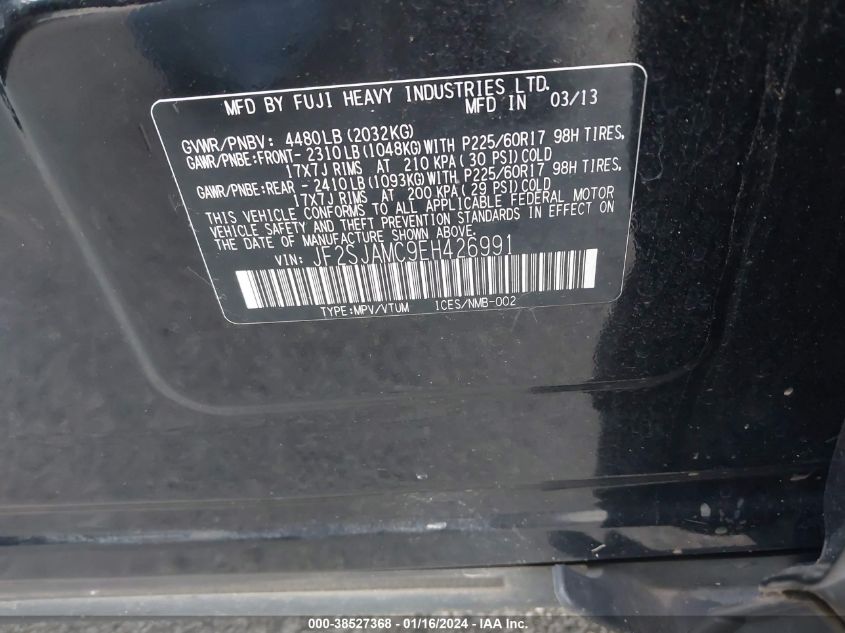 MFD BY FUJI HEAVY INDUSTRIES LTD.
MFD IN 03/13
GVWR/PNBV: 4480LB(2032KG)
GAWR/PNBE:FRONT-2310LB(1048KG)WITH P225/60R17 98H TIRES,
17X7J RIMS AT 210 KPA(30 PSI)COLD
GAWR/PNBE:REAR -2410LB(1093KG)WITH P225/60R17 98H TIRES,
17X7J RIMS AT 200 KPA(29 PSI)COLD
THIS VEHICLE CONFORMS TO ALL APPLICABLE FEDERAL MOTOR
VEHICLE SAFETY AND THEFT PREVENTION STANDARDS IN EFFECT ON
THE DATE OF MANUFACTURE SHOWN ABOVE.
VIN: JF2SJAMC9EH426991
TYPE:MPV/VTUM ICES/NMB-002
000-38527368 - 01/16/2024 - IAA Inc.